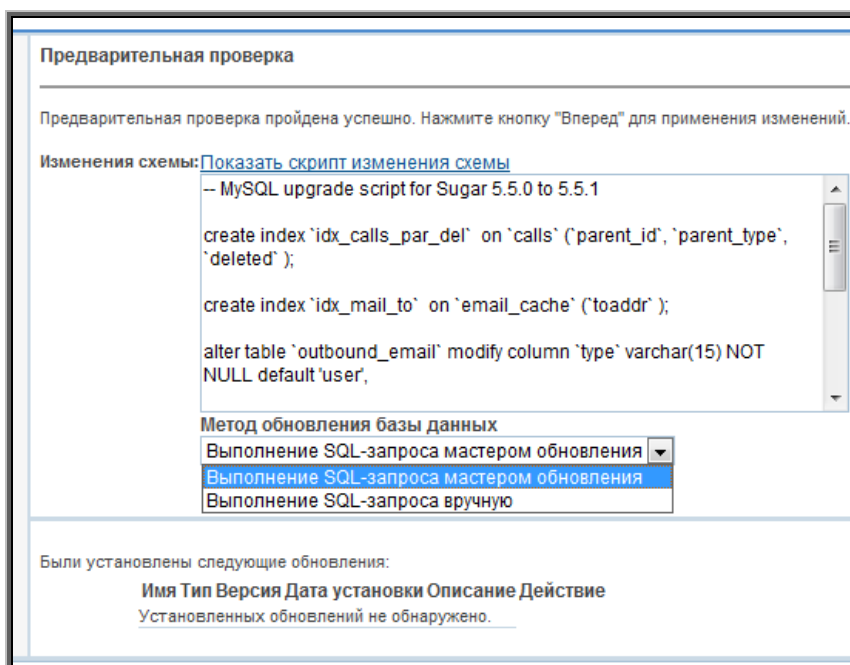 Предварительная проверка
Предварительная проверка пройдена успешно. Нажмите кнопку "Вперед" для применения изменений.
Изменения схемы: Показать скрипт изменения схемы
-- MySQL upgrade script for Sugar 5.5.0 to 5.5.1
create index `idx_calls_par_del`  on `calls` (`parent_id`, `parent_type`,
`deleted` );
create index `idx_mail_to`  on `email_cache` (`toaddr` );
alter table `outbound_email` modify column `type` varchar(15) NOT
NULL default 'user',
Метод обновления базы данных
Выполнение SQL-запроса мастером обновления
Выполнение SQL-запроса мастером обновления
Выполнение SQL-запроса вручную
Были установлены следующие обновления:
Имя Тип Версия Дата установки Описание Действие
Установленных обновлений не обнаружено.